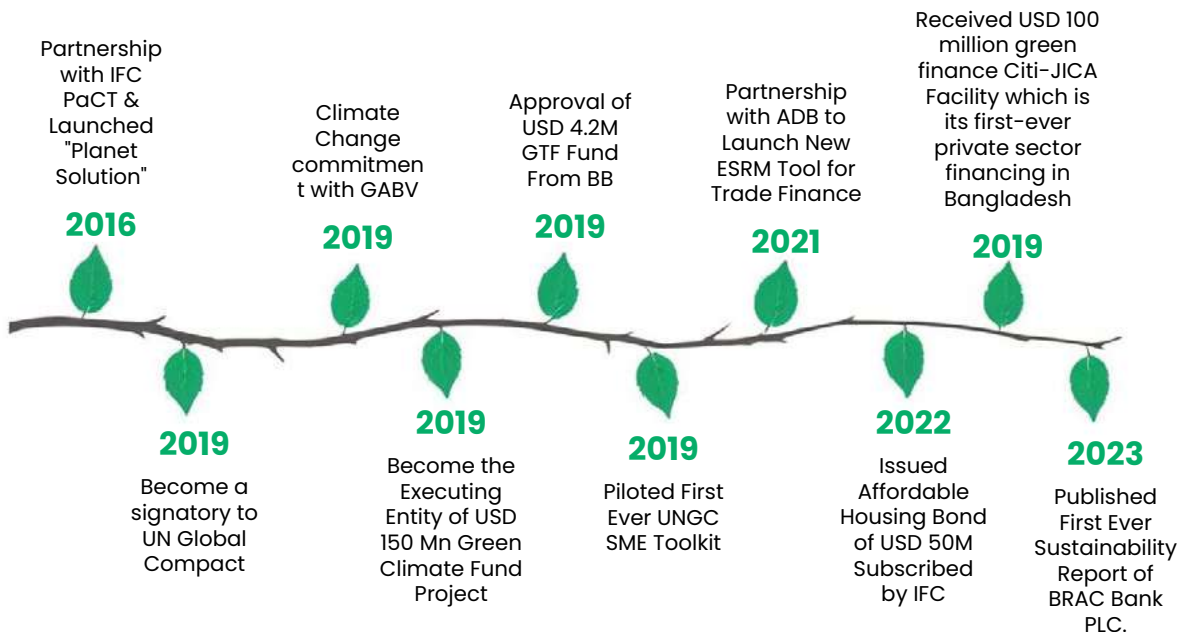 Partnership
with IFC
PaCT &
Launched
"Planet
Solution"
2016
2019
Become a
signatory to
UN Global
Compact
Climate
Change
commitmen
t with GABV
2019
2019
Become the
Executing
Entity of USD
150 Mn Green
Climate Fund
Project
Approval of
USD 4.2M
GTF Fund
From BB
2019
2019
Piloted First
Ever UNGC
SME Toolkit
Partnership
with ADB to
Launch New
ESRM Tool for
Trade Finance
2021
2022
Issued
Affordable
Housing Bond
of USD 50M
Subscribed
by IFC
Received USD 100
million green
finance Citi-JICA
Facility which is
its first-ever
private sector
financing in
Bangladesh
2019
2023
Published
First Ever
Sustainability
Report of
BRAC Bank
PLC.